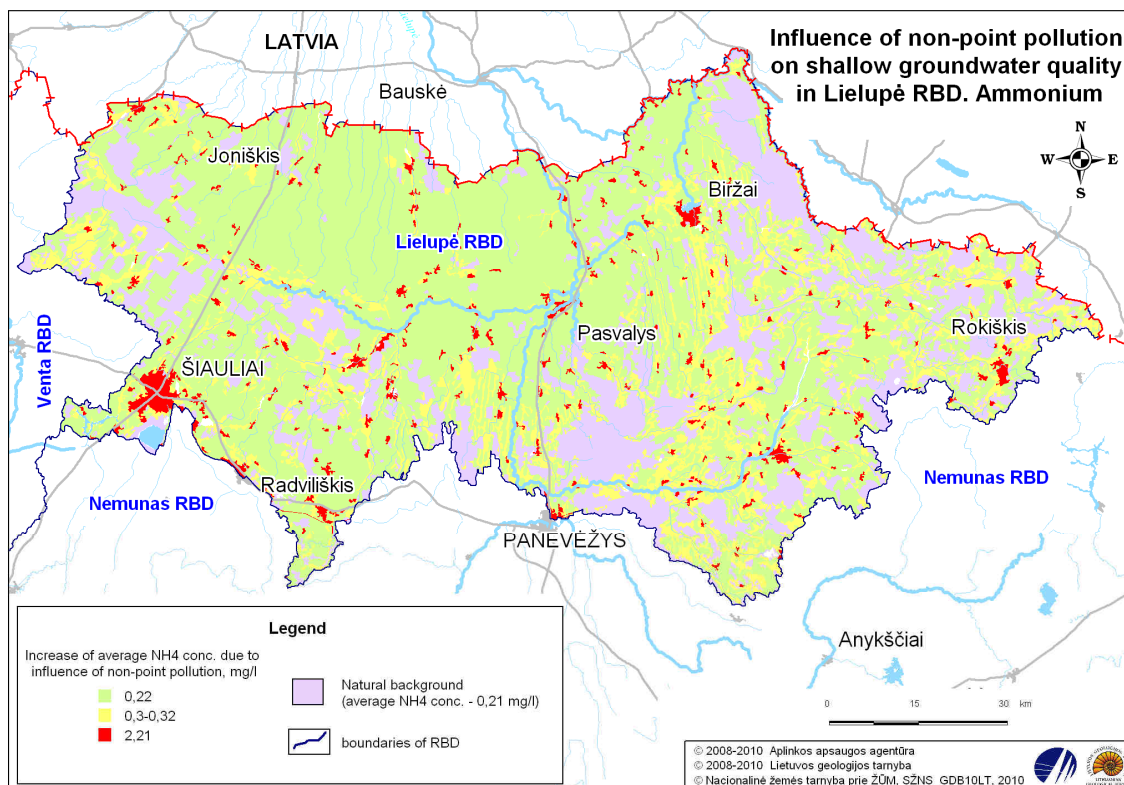 Influence of non-point pollution
on shallow groundwater quality
in Lielupė RBD. Ammonium
LATVIA
Lielupė
Bauskė
N
W
E
S
Joniškis
Biržai
Lielupė RBD
Pasvalys
Rokiškis
Venta RBD
ŠIAULIAI
Radviliškis
Nemunas RBD
Nemunas RBD
PANEVĖŽYS
Anykščiai
Legend
Increase of average NH4 conc. due to
influence of non-point pollution, mg/l
0,22
0,3-0,32
2,21
Natural background
(average NH4 conc. - 0,21 mg/l)
boundaries of RBD
0 15 30 km
© 2008-2010 Aplinkos apsaugos agentūra
© 2008-2010 Lietuvos geologijos tarnyba
© Nacionalinė žemės tarnyba prie ŽŪM, SŽNS GDB10LT, 2010